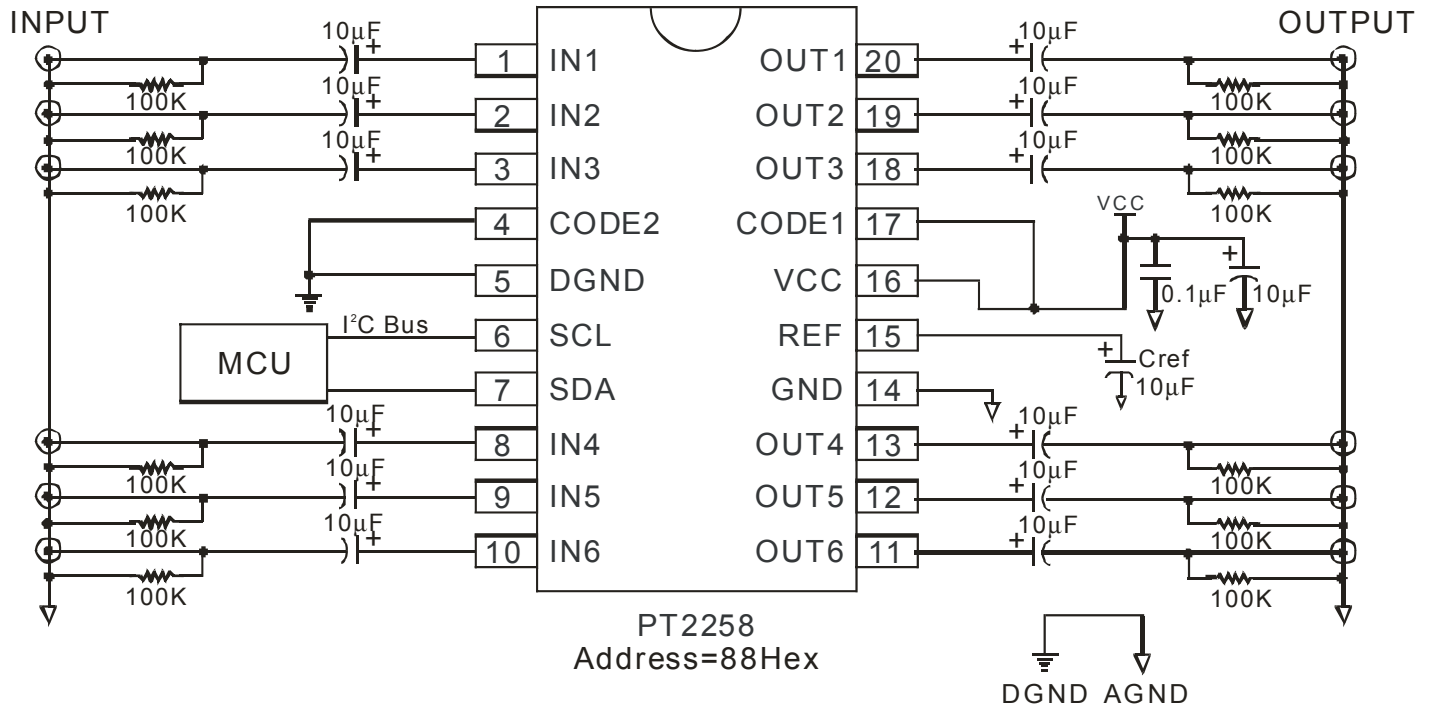 INPUT
OUTPUT
10µF
+
1
IN1
OUT1
20
+
10µF
100K
100K
10µF
+
2
IN2
OUT2
19
+
10µF
100K
100K
10µF
+
3
IN3
OUT3
18
+
10µF
100K
100K
4
CODE2
CODE1
17
VCC
5
DGND
VCC
16
+
0.1µF
10µF
I²C Bus
6
SCL
REF
15
+
Cref
10µF
MCU
7
SDA
GND
14
10µF
+
8
IN4
OUT4
13
+
10µF
100K
100K
10µF
+
9
IN5
OUT5
12
+
10µF
100K
100K
10µF
+
10
IN6
OUT6
11
+
10µF
100K
100K
PT2258
Address=88Hex
DGND AGND